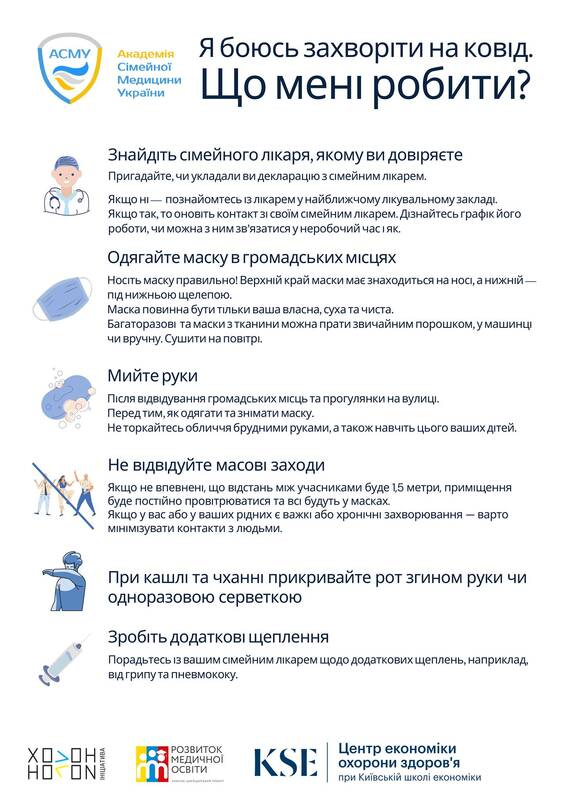 АСМУ
Академія
Сімейної
Медицини
України
Я боюсь захворіти на ковід.
Що мені робити?
Знайдіть сімейного лікаря, якому ви довіряєте
Пригадайте, чи укладали ви декларацію з сімейним лікарем.
Якщо ні — познайомтесь із лікарем у найближчому лікувальному закладі.
Якщо так, то оновіть контакт зі своїм сімейним лікарем. Дізнайтесь графік його
роботи, чи можна з ним зв'язатися у неробочий час і як.
Одягайте маску в громадських місцях
Носіть маску правильно! Верхній край маски має знаходиться на носі, а нижній —
під нижньою щелепою.
Маска повинна бути тільки ваша власна, суха та чиста.
Багаторазові та маски з тканини можна прати звичайним порошком, у машинці
чи вручну. Сушити на повітрі.
Мийте руки
Після відвідування громадських місць та прогулянки на вулиці.
Перед тим, як одягати та знімати маску.
Не торкайтесь обличчя брудними руками, а також навчіть цього ваших дітей.
Не відвідуйте масові заходи
Якщо не впевнені, що відстань між учасниками буде 1,5 метри, приміщення
буде постійно провітрюватися та всі будуть у масках.
Якщо у вас або у ваших рідних є важкі або хронічні захворювання — варто
мінімізувати контакти з людьми.
При кашлі та чханні прикривайте рот згином руки чи
одноразовою серветкою
Зробіть додаткові щеплення
Порадьтесь із вашим сімейним лікарем щодо додаткових щеплень, наприклад,
від грипу та пневмококу.
ІНІЦІАТИВА
РОЗВИТОК
МЕДИЧНОЇ
ОСВІТИ
KSE
Центр економіки
охорони здоров'я
при Київській школі економіки